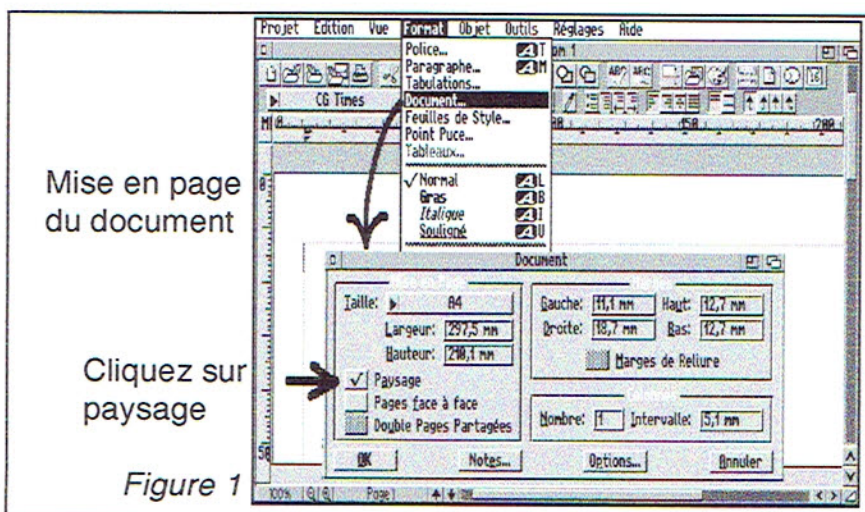 Projet Edition Vue Format Objet Outils Réglages Aide
Police... T
Paragraphe... M
Tabulations...
CG Times
Document...
Feuilles de Style...
Point Puce...
Tableaux...
150 200
Normal L
Gras B
Italique I
Souligné U
Mise en page
du document
Document
Taille: A4
Largeur: 297,5 mm
Hauteur: 210,1 mm
Paysage
Pages face à face
Double Pages Partagées
Gauche: 11,1 mm Haut: 12,7 mm
Droite: 18,7 mm Bas: 12,7 mm
Marges de Reliure
Nombre: 1 Intervalle: 5,1 mm
OK Notes... Options... Annuler
Cliquez sur
paysage
Figure 1
100% Page 1